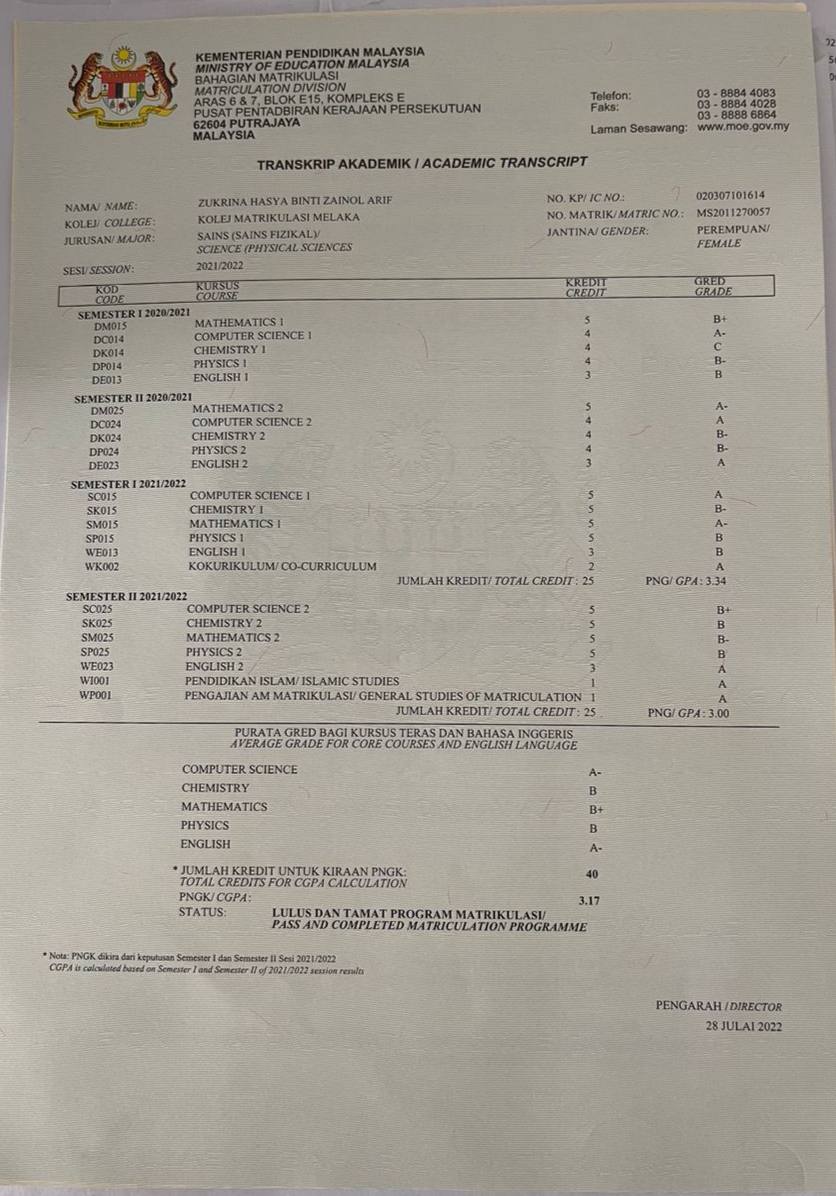 KEMENTERIAN PENDIDIKAN MALAYSIA
MINISTRY OF EDUCATION MALAYSIA
BAHAGIAN MATRIKULASI
MATRICULATION DIVISION
ARAS 6 & 7, BLOK E15, KOMPLEKS E
PUSAT PENTADBIRAN KERAJAAN PERSEKUTUAN
62604 PUTRAJAYA
MALAYSIA
Telefon: 03 - 8884 4083
Faks: 03 - 8884 4028
03 - 8888 6864
Laman Sesawang: www.moe.gov.my
TRANSKRIP AKADEMIK / ACADEMIC TRANSCRIPT
NAMA/ NAME: ZUKRINA HASYA BINTI ZAINOL ARIF NO. KP/ IC NO.: 020307101614
KOLEJ/ COLLEGE: KOLEJ MATRIKULASI MELAKA NO. MATRIK/ MATRIC NO.: MS2011270057
JURUSAN/ MAJOR: SAINS (SAINS FIZIKAL)/ JANTINA/ GENDER: PEREMPUAN/
SCIENCE (PHYSICAL SCIENCES FEMALE
SESI/ SESSION: 2021/2022
KOD KURSUS KREDIT GRED
CODE COURSE CREDIT GRADE
SEMESTER I 2020/2021
DM015 MATHEMATICS 1 5 B+
DC014 COMPUTER SCIENCE 1 4 A-
DK014 CHEMISTRY 1 4 C
DP014 PHYSICS 1 4 B-
DE013 ENGLISH 1 3 B
SEMESTER II 2020/2021
DM025 MATHEMATICS 2 5 A-
DC024 COMPUTER SCIENCE 2 4 A
DK024 CHEMISTRY 2 4 B-
DP024 PHYSICS 2 4 B-
DE023 ENGLISH 2 3 A
SEMESTER I 2021/2022
SC015 COMPUTER SCIENCE 1 5 A
SK015 CHEMISTRY 1 5 B-
SM015 MATHEMATICS 1 5 A-
SP015 PHYSICS 1 5 B
WE013 ENGLISH 1 3 B
WK002 KOKURIKULUM/ CO-CURRICULUM 2 A
JUMLAH KREDIT/ TOTAL CREDIT : 25 PNG/ GPA : 3.34
SEMESTER II 2021/2022
SC025 COMPUTER SCIENCE 2 5 B+
SK025 CHEMISTRY 2 5 B
SM025 MATHEMATICS 2 5 B-
SP025 PHYSICS 2 5 B
WE023 ENGLISH 2 3 A
WI001 PENDIDIKAN ISLAM/ ISLAMIC STUDIES 1 A
WP001 PENGAJIAN AM MATRIKULASI/ GENERAL STUDIES OF MATRICULATION 1 A
JUMLAH KREDIT/ TOTAL CREDIT : 25 PNG/ GPA : 3.00
PURATA GRED BAGI KURSUS TERAS DAN BAHASA INGGERIS
AVERAGE GRADE FOR CORE COURSES AND ENGLISH LANGUAGE
COMPUTER SCIENCE A-
CHEMISTRY B
MATHEMATICS B+
PHYSICS B
ENGLISH A-
* JUMLAH KREDIT UNTUK KIRAAN PNGK: 40
TOTAL CREDITS FOR CGPA CALCULATION
PNGK/ CGPA : 3.17
STATUS: LULUS DAN TAMAT PROGRAM MATRIKULASI/
PASS AND COMPLETED MATRICULATION PROGRAMME
* Nota: PNGK dikira dari keputusan Semester I dan Semester II Sesi 2021/2022
CGPA is calculated based on Semester I and Semester II of 2021/2022 session results
PENGARAH / DIRECTOR
28 JULAI 2022